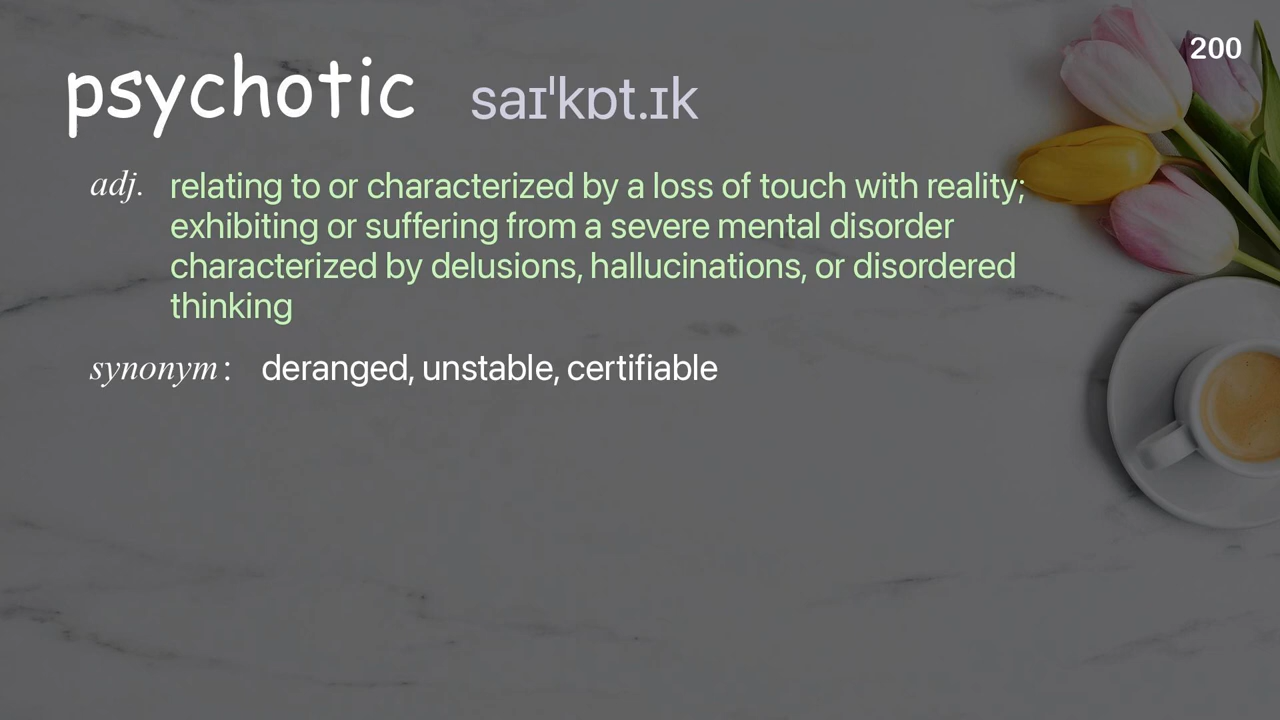 200
psychotic saɪˈkɒt.ɪk
adj. relating to or characterized by a loss of touch with reality;
exhibiting or suffering from a severe mental disorder
characterized by delusions, hallucinations, or disordered
thinking
synonym: deranged, unstable, certifiable